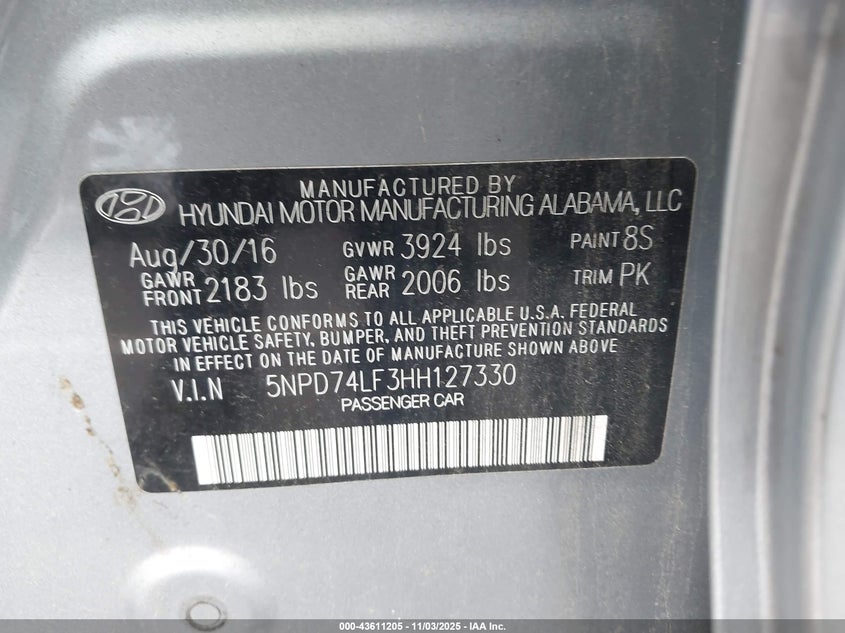 MANUFACTURED BY
HYUNDAI MOTOR MANUFACTURING ALABAMA, LLC
Aug/30/16 GVWR 3924 lbs PAINT 8S
GAWR FRONT 2183 lbs GAWR REAR 2006 lbs TRIM PK
THIS VEHICLE CONFORMS TO ALL APPLICABLE U.S.A. FEDERAL
MOTOR VEHICLE SAFETY, BUMPER, AND THEFT PREVENTION STANDARDS
IN EFFECT ON THE DATE OF MANUFACTURE SHOWN ABOVE
V.I.N 5NPD74LF3HH127330
PASSENGER CAR
000-43611205 - 11/03/2025 - IAA Inc.